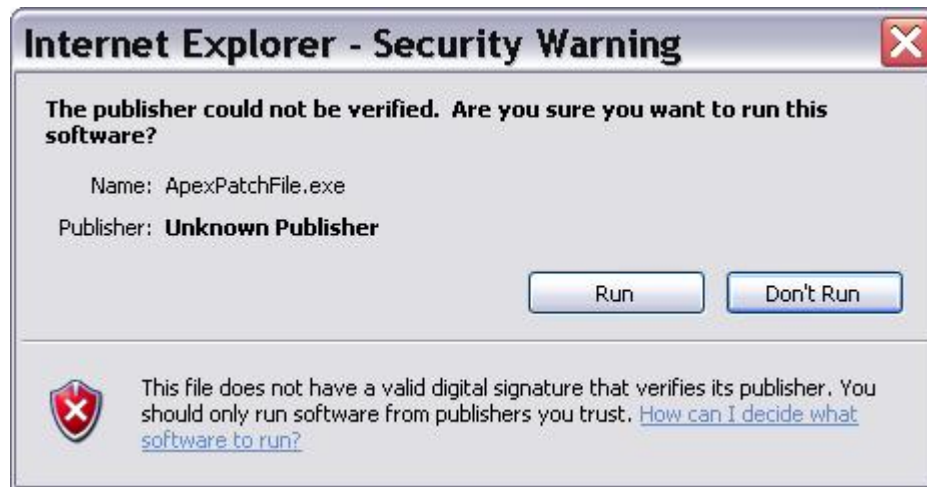 Internet Explorer - Security Warning
The publisher could not be verified.  Are you sure you want to run this
software?
Name: ApexPatchFile.exe
Publisher: Unknown Publisher
Run Don't Run
This file does not have a valid digital signature that verifies its publisher. You
should only run software from publishers you trust. How can I decide what
software to run?